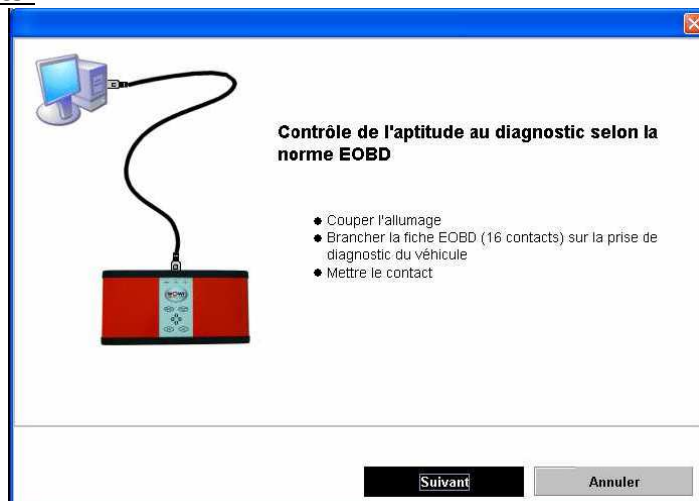 Contrôle de l'aptitude au diagnostic selon la
norme EOBD
● Couper l'allumage
● Brancher la fiche EOBD (16 contacts) sur la prise de
diagnostic du véhicule
● Mettre le contact
Suivant
Annuler